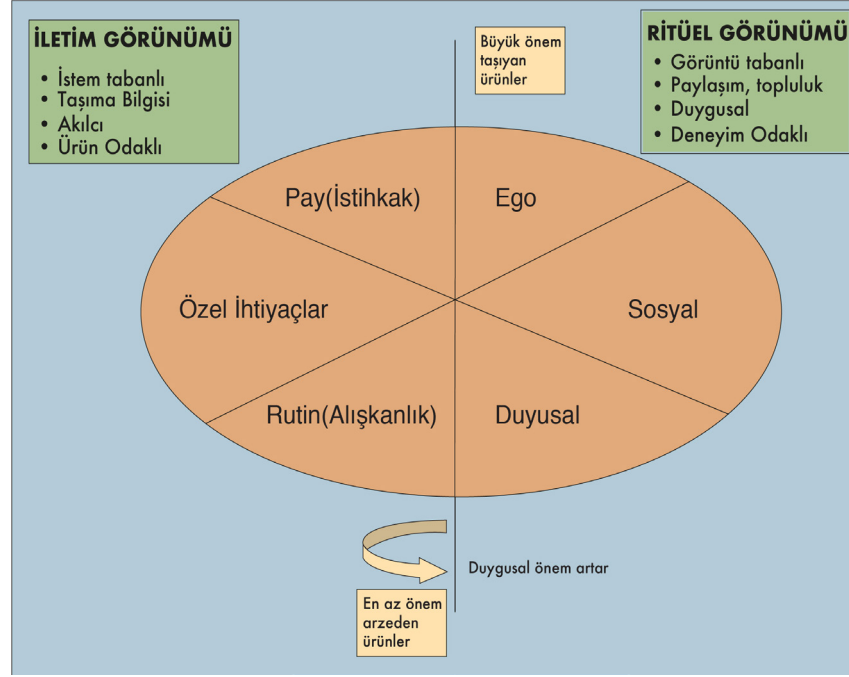 İLETİM GÖRÜNÜMÜ
• İstem tabanlı
• Taşıma Bilgisi
• Akılcı
• Ürün Odaklı
Büyük önem
taşıyan
ürünler
RİTÜEL GÖRÜNÜMÜ
• Görüntü tabanlı
• Paylaşım, topluluk
• Duygusal
• Deneyim Odaklı
Pay(İstihkak)
Ego
Özel İhtiyaçlar
Sosyal
Rutin(Alışkanlık)
Duyusal
Duygusal önem artar
En az önem
arzeden
ürünler